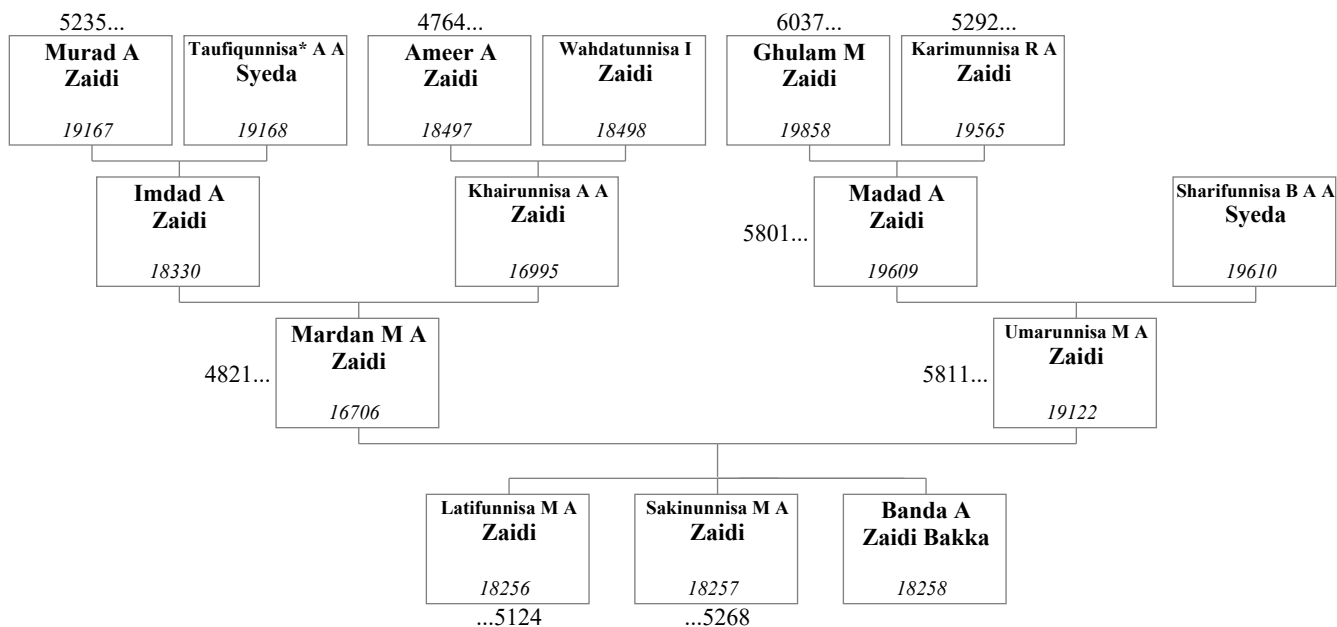 5235...
4764...
6037...
5292...
Murad A
Zaidi
19167
Taufiqunnisa* A A
Syeda
19168
Ameer A
Zaidi
18497
Wahdatunnisa I
Zaidi
18498
Ghulam M
Zaidi
19858
Karimunnisa R A
Zaidi
19565
Imdad A
Zaidi
18330
Khairunnisa A A
Zaidi
16995
5801...
Madad A
Zaidi
19609
Sharifunnisa B A A
Syeda
19610
4821...
Mardan M A
Zaidi
16706
5811...
Umarunnisa M A
Zaidi
19122
Latifunnisa M A
Zaidi
18256
...5124
Sakinunnisa M A
Zaidi
18257
...5268
Banda A
Zaidi Bakka
18258